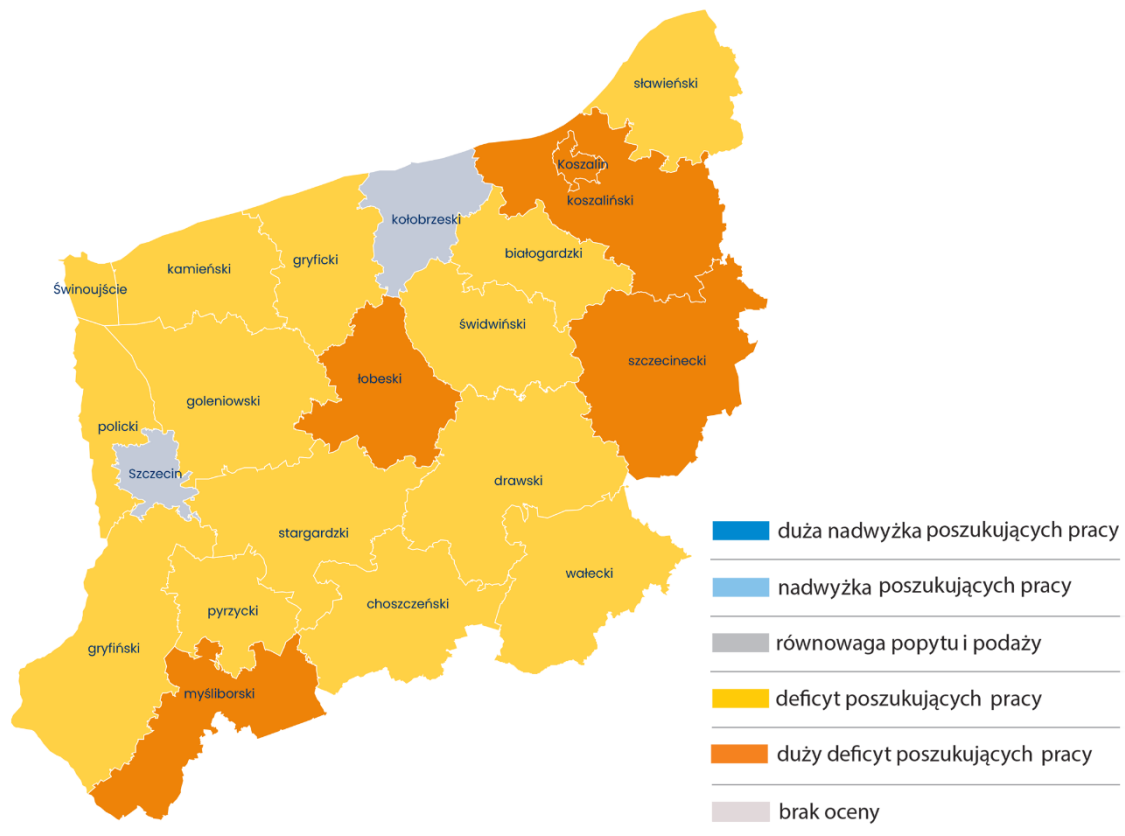 sławieński
Koszalin
koszaliński
kołobrzeski
białogardzki
gryficki
kamieński
Świnoujście
świdwiński
szczecinecki
łobeski
goleniowski
policki
Szczecin
drawski
stargardzki
wałecki
choszczeński
pyrzycki
gryfiński
myśliborski
duża nadwyżka poszukujących pracy
nadwyżka poszukujących pracy
równowaga popytu i podaży
deficyt poszukujących pracy
duży deficyt poszukujących pracy
brak oceny